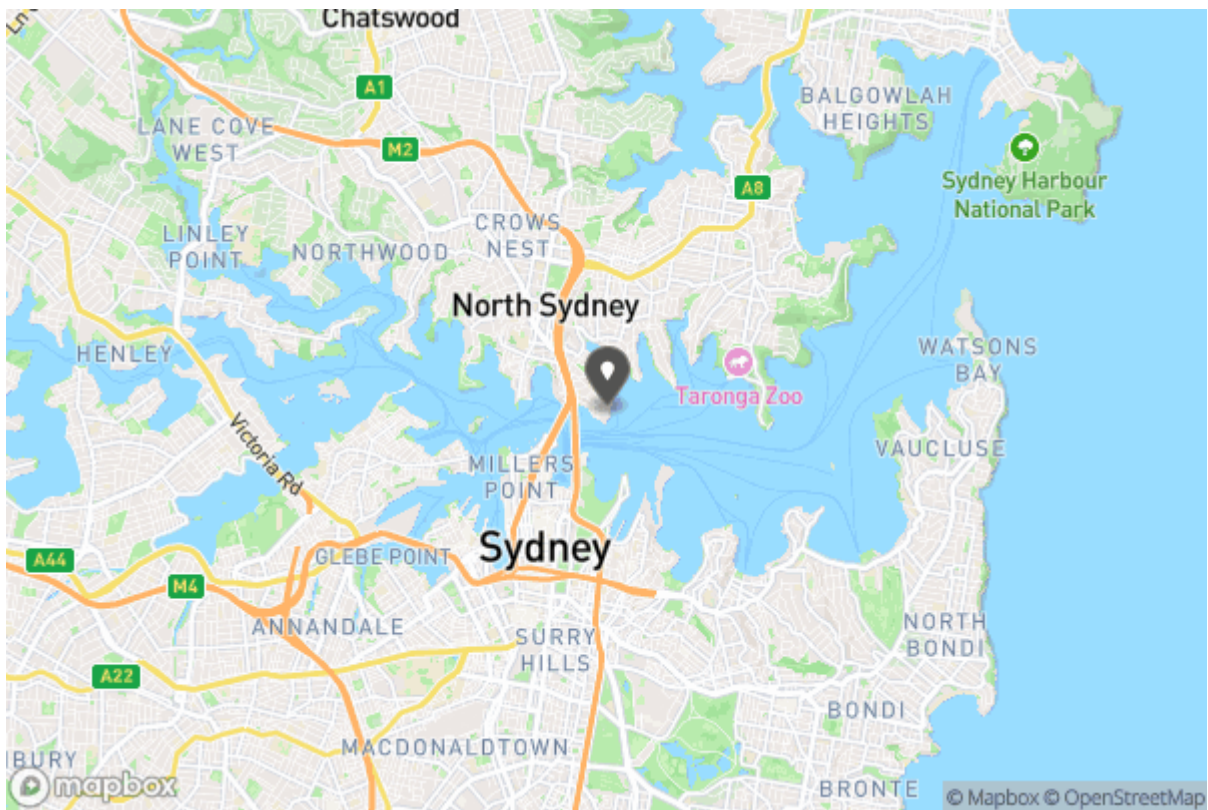 Ln
Chatswood
A1
BALGOWLAH
HEIGHTS
LANE COVE
WEST
M2
Sydney Harbour
National Park
A8
CROWS
NEST
LINLEY
POINT
NORTHWOOD
North Sydney
HENLEY
WATSONS
BAY
Taronga Zoo
Victoria Rd
VAUCLUSE
MILLERS
POINT
Sydney
GLEBE POINT
A44
M4
ANNANDALE
SURRY
HILLS
NORTH
BONDI
A22
BONDI
MACDONALDTOWN
NBURY
BRONTE
mapbox
© Mapbox © OpenStreetMap